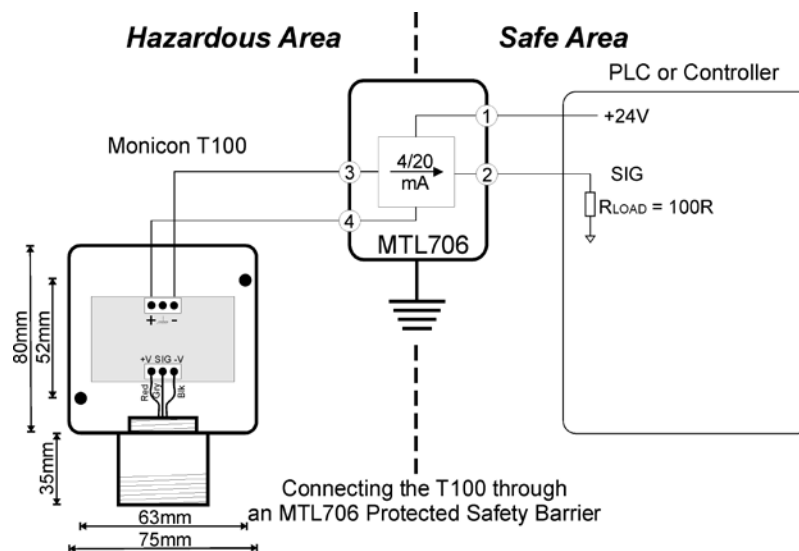 Hazardous Area
Safe Area
PLC or Controller
Monicon T100
1
+24V
4/20
mA
3
2
SIG
RLOAD = 100R
4
MTL706
+ ⏊ -
+V SIG -V
Red
Gry
Blk
80mm
52mm
35mm
63mm
75mm
Connecting the T100 through
an MTL706 Protected Safety Barrier